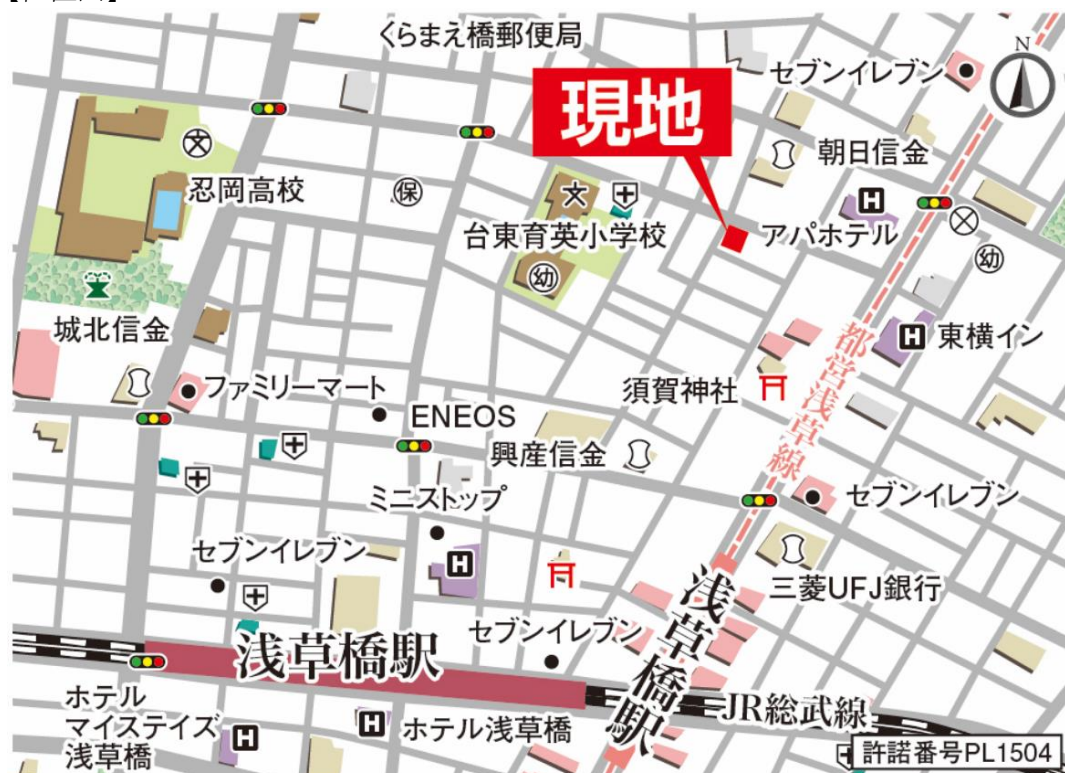 くらまえ橋郵便局
セブンイレブン
N
現地
朝日信金
文
忍岡高校
保
文
H
台東育英小学校
アパホテル
幼
幼
城北信金
H
東横イン
都営浅草線
ファミリーマート
須賀神社
ENEOS
興産信金
ミニストップ
セブンイレブン
セブンイレブン
H
三菱UFJ銀行
浅草橋駅
セブンイレブン
浅草橋駅
JR総武線
ホテル
マイステイズ
浅草橋
H
H
ホテル浅草橋
許諾番号PL1504